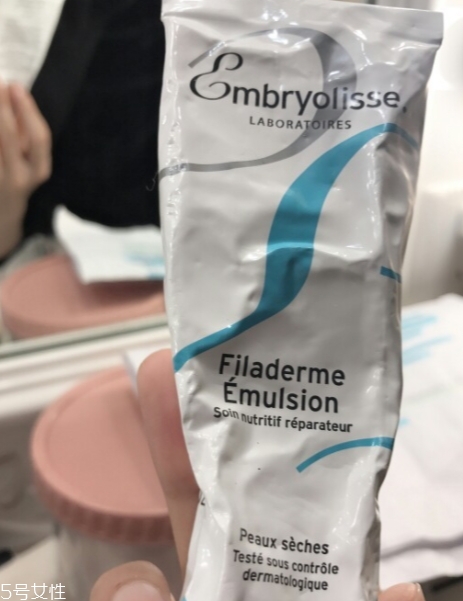 Embryolisse
LABORATOIRES
Filaderme
Émulsion
Soin nutritif réparateur
Peaux sèches
Testé sous contrôle
dermatologique
5号女性